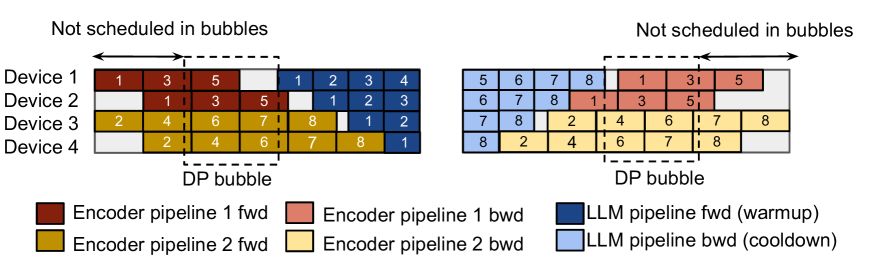 Not scheduled in bubbles
Not scheduled in bubbles
Device 1 1 3 5 1 2 3 4 5 6 7 8 1 3 5
Device 2 1 3 5 1 2 3 6 7 8 1 3 5
Device 3 2 4 6 7 8 1 2 7 8 2 4 6 7 8
Device 4 2 4 6 7 8 1 8 2 4 6 7 8
DP bubble DP bubble
Encoder pipeline 1 fwd Encoder pipeline 1 bwd LLM pipeline fwd (warmup)
Encoder pipeline 2 fwd Encoder pipeline 2 bwd LLM pipeline bwd (cooldown)